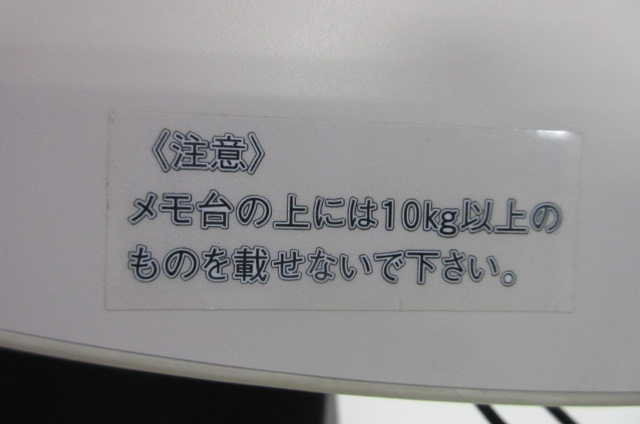 〈注意〉
メモ台の上には10kg以上の
ものを載せないで下さい。